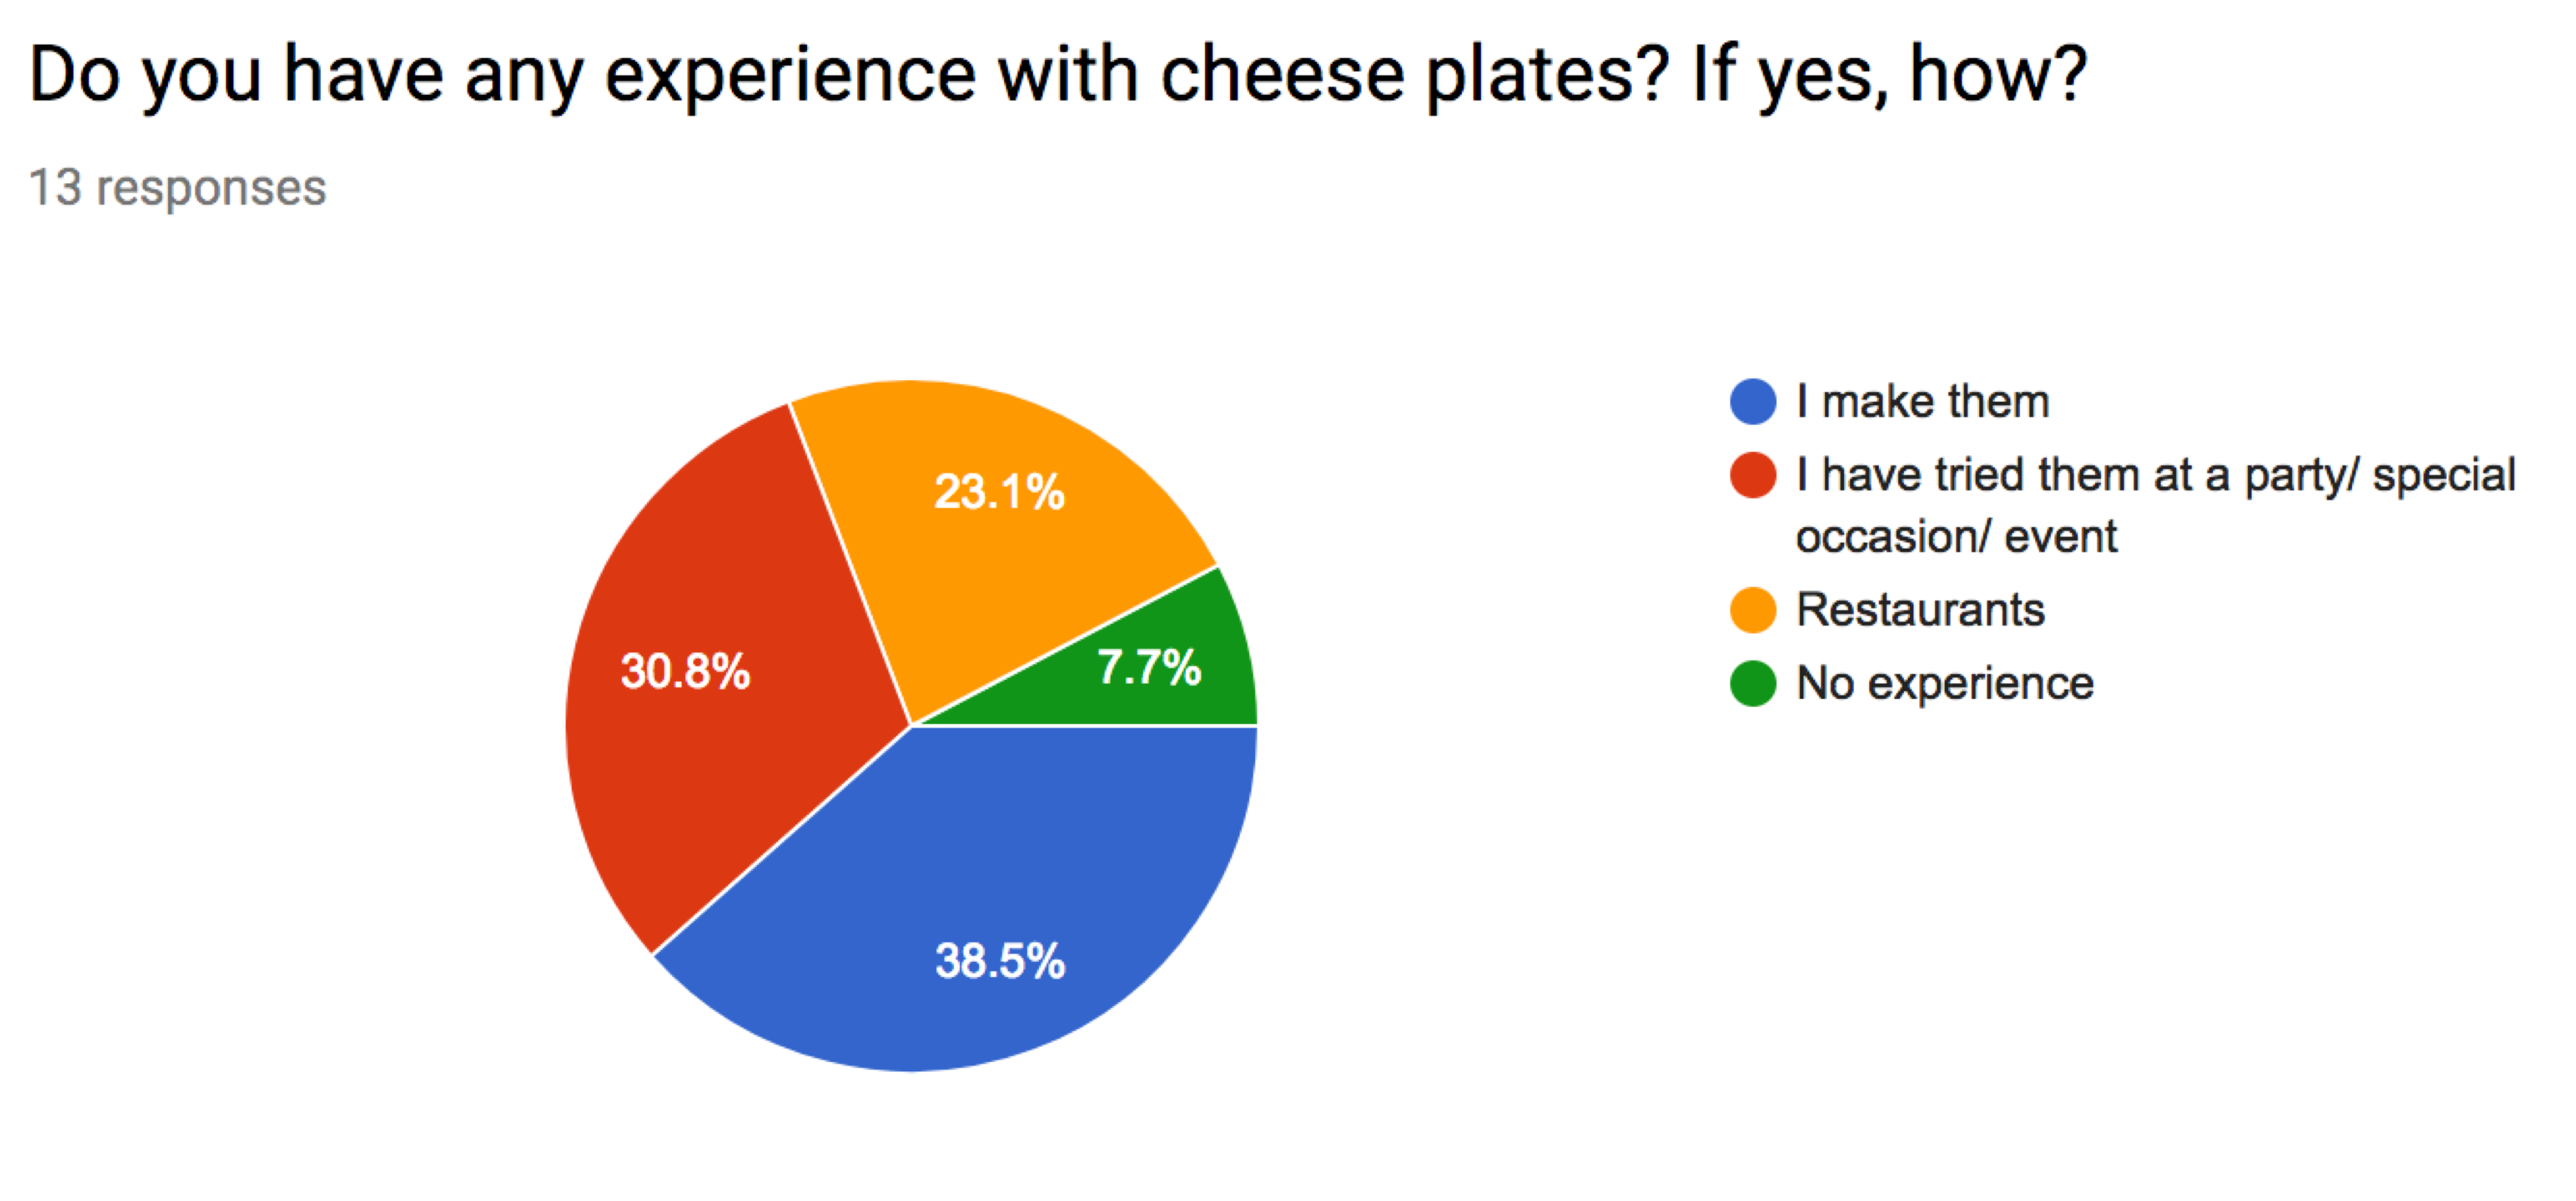 Do you have any experience with cheese plates? If yes, how?
13 responses
23.1%
30.8%
7.7%
38.5%
I make them
I have tried them at a party/ special
occasion/ event
Restaurants
No experience